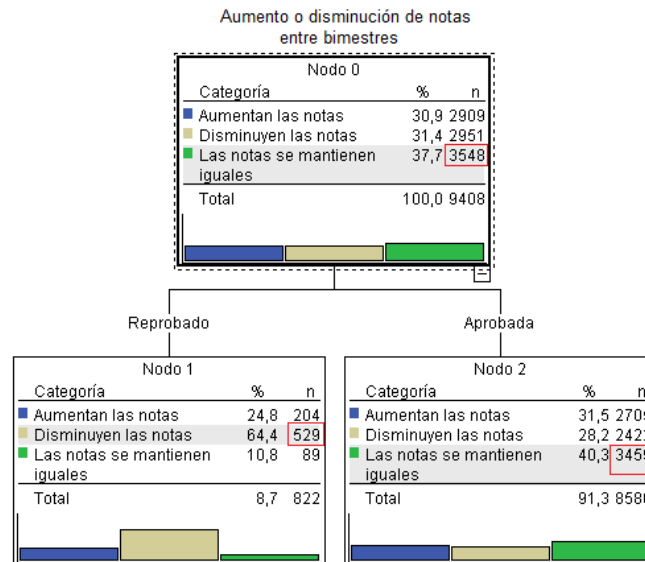 Aumento o disminución de notas
entre bimestres
Nodo 0
Categoría % n
Aumentan las notas 30,9 2909
Disminuyen las notas 31,4 2951
Las notas se mantienen 37,7 3548
iguales
Total 100,0 9408
Reprobado Aprobada
Nodo 1
Categoría % n
Aumentan las notas 24,8 204
Disminuyen las notas 64,4 529
Las notas se mantienen 10,8 89
iguales
Total 8,7 822
Nodo 2
Categoría % n
Aumentan las notas 31,5 2705
Disminuyen las notas 28,2 2422
Las notas se mantienen 40,3 3459
iguales
Total 91,3 8586